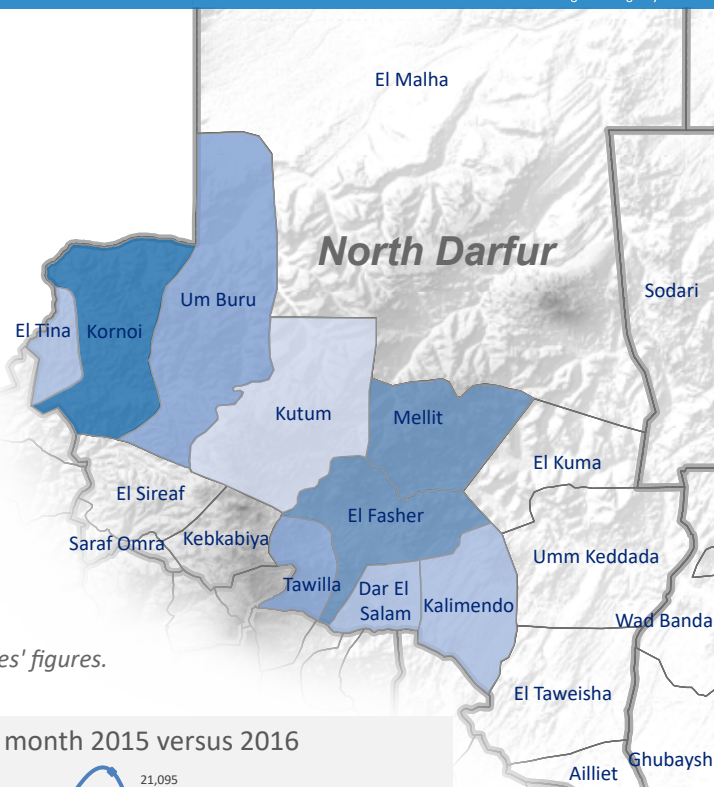 El Malha
North Darfur
Sodari
Um Buru
El Tina
Kornoi
Kutum
Mellit
El Kuma
El Sireaf
El Fasher
Saraf Omra
Kebkabiya
Umm Keddada
Tawilla
Dar El
Salam
Kalimendo
Wad Banda
es' figures.
El Taweisha
month 2015 versus 2016
Ghubaysh
Ailliet
21,095